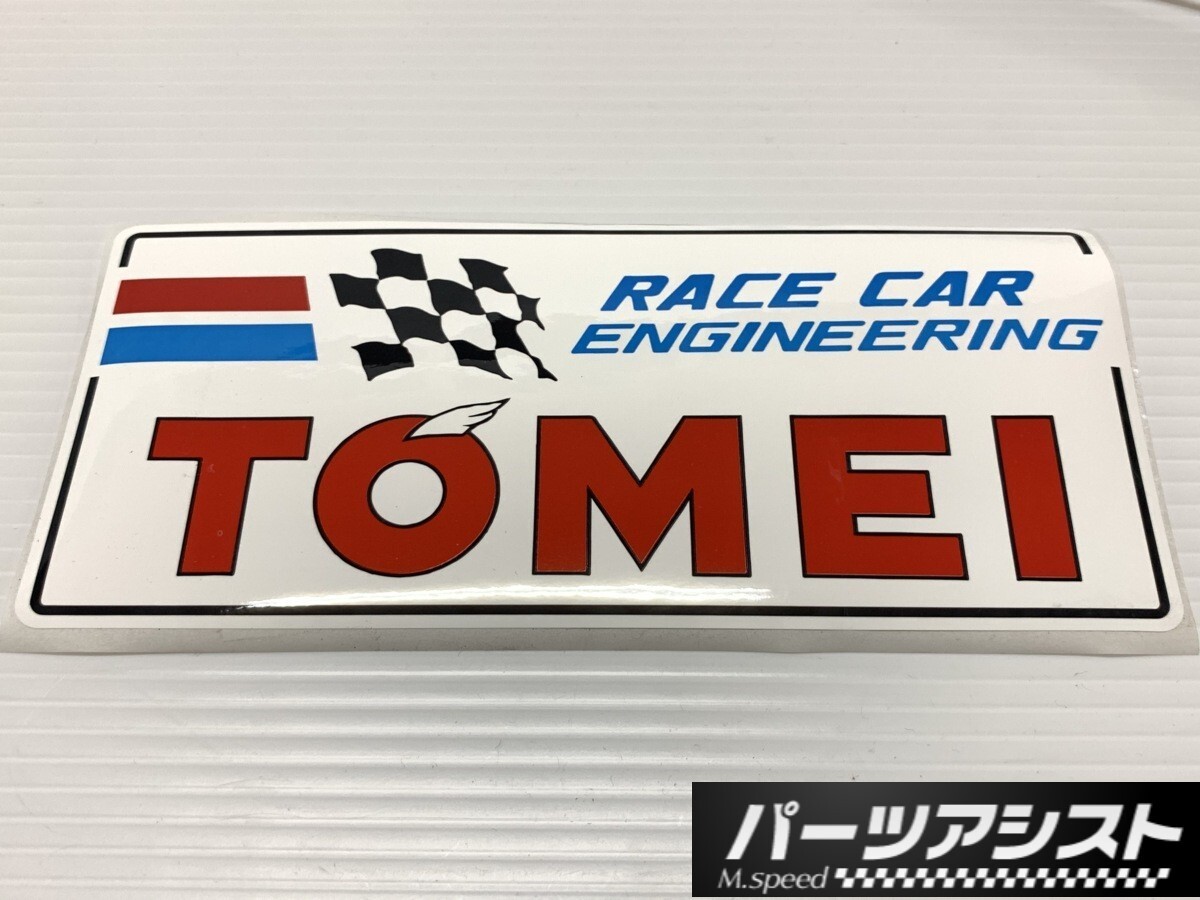 RACE CAR
ENGINEERING
TOMEI
パーツアシスト
M.speed